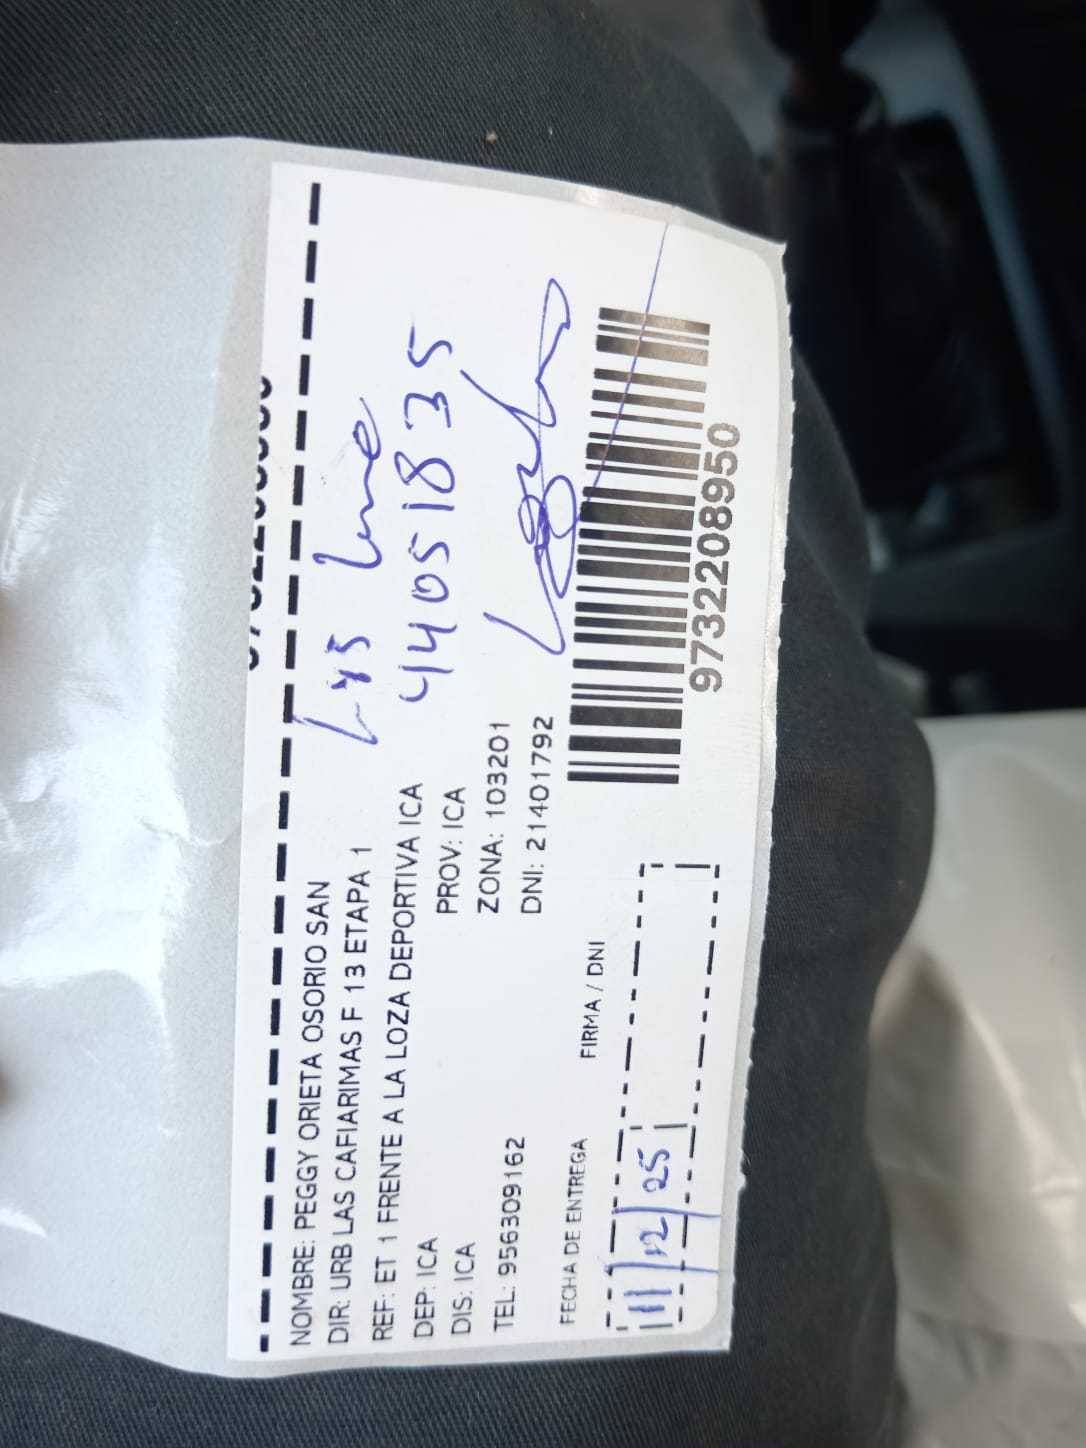 NOMBRE: PEGGY ORIETA OSORIO SAN
DIR: URB LAS CAFIARIMAS F 13 ETAPA 1
REF: ET 1 FRENTE A LA LOZA DEPORTIVA ICA
DEP: ICA PROV: ICA
DIS: ICA ZONA: 103201
TEL: 956309162 DNI: 21401792
44051835
FECHA DE ENTREGA FIRMA / DNI
11/12/25
9732208950